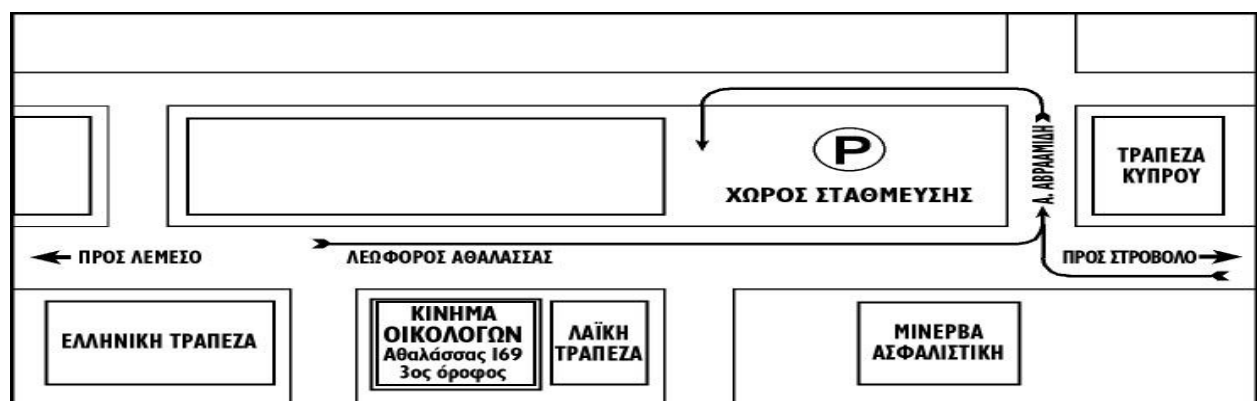 P
ΧΩΡΟΣ ΣΤΑΘΜΕΥΣΗΣ
Α. ΑΒΡΑΑΜΙΔΗ
ΤΡΑΠΕΖΑ
ΚΥΠΡΟΥ
ΠΡΟΣ ΛΕΜΕΣΟ
ΛΕΩΦΟΡΟΣ ΑΘΑΛΑΣΣΑΣ
ΠΡΟΣ ΣΤΡΟΒΟΛΟ
ΕΛΛΗΝΙΚΗ ΤΡΑΠΕΖΑ
ΚΙΝΗΜΑ
ΟΙΚΟΛΟΓΩΝ
Αθαλάσσας 169
3ος όροφος
ΛΑΪΚΗ
ΤΡΑΠΕΖΑ
ΜΙΝΕΡΒΑ
ΑΣΦΑΛΙΣΤΙΚΗ